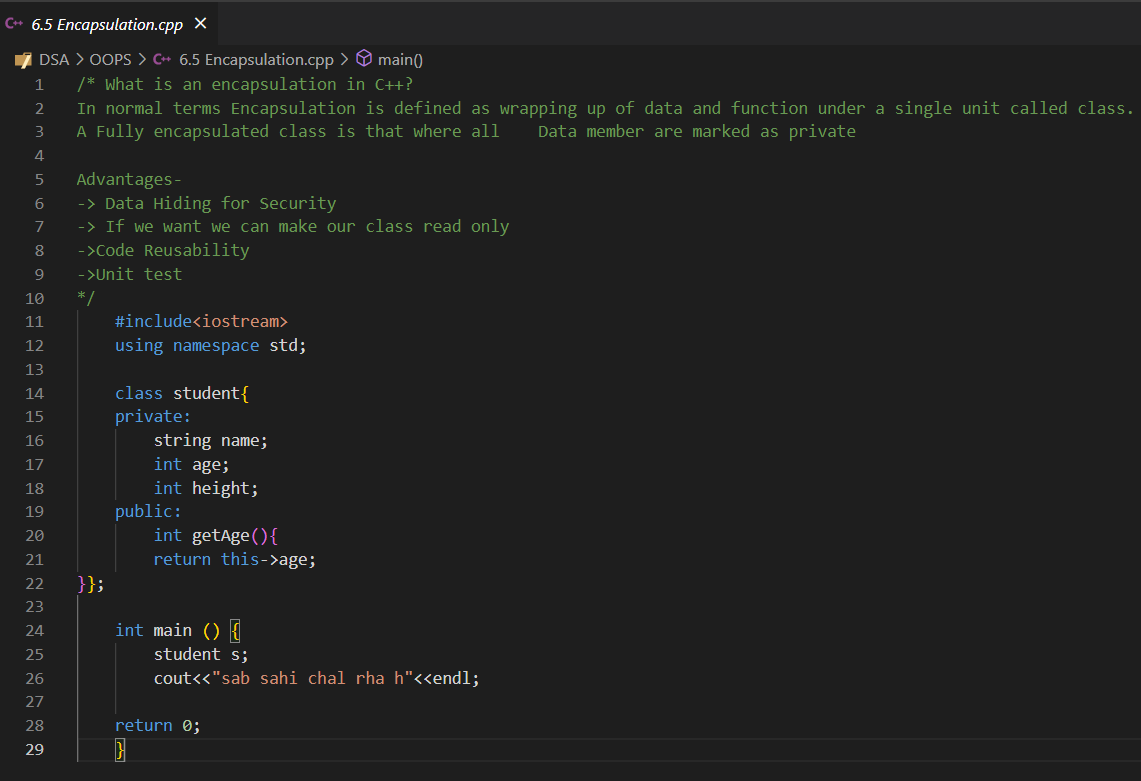 C++ 6.5 Encapsulation.cpp ×
DSA > OOPS > C++ 6.5 Encapsulation.cpp > main()
1 /* What is an encapsulation in C++?
2 In normal terms Encapsulation is defined as wrapping up of data and function under a single unit called class.
3 A Fully encapsulated class is that where all    Data member are marked as private
4
5 Advantages-
6 -> Data Hiding for Security
7 -> If we want we can make our class read only
8 ->Code Reusability
9 ->Unit test
10 */
11     #include<iostream>
12     using namespace std;
13
14     class student{
15     private:
16         string name;
17         int age;
18         int height;
19     public:
20         int getAge(){
21         return this->age;
22 }};
23
24     int main () {
25         student s;
26         cout<<"sab sahi chal rha h"<<endl;
27
28     return 0;
29     }